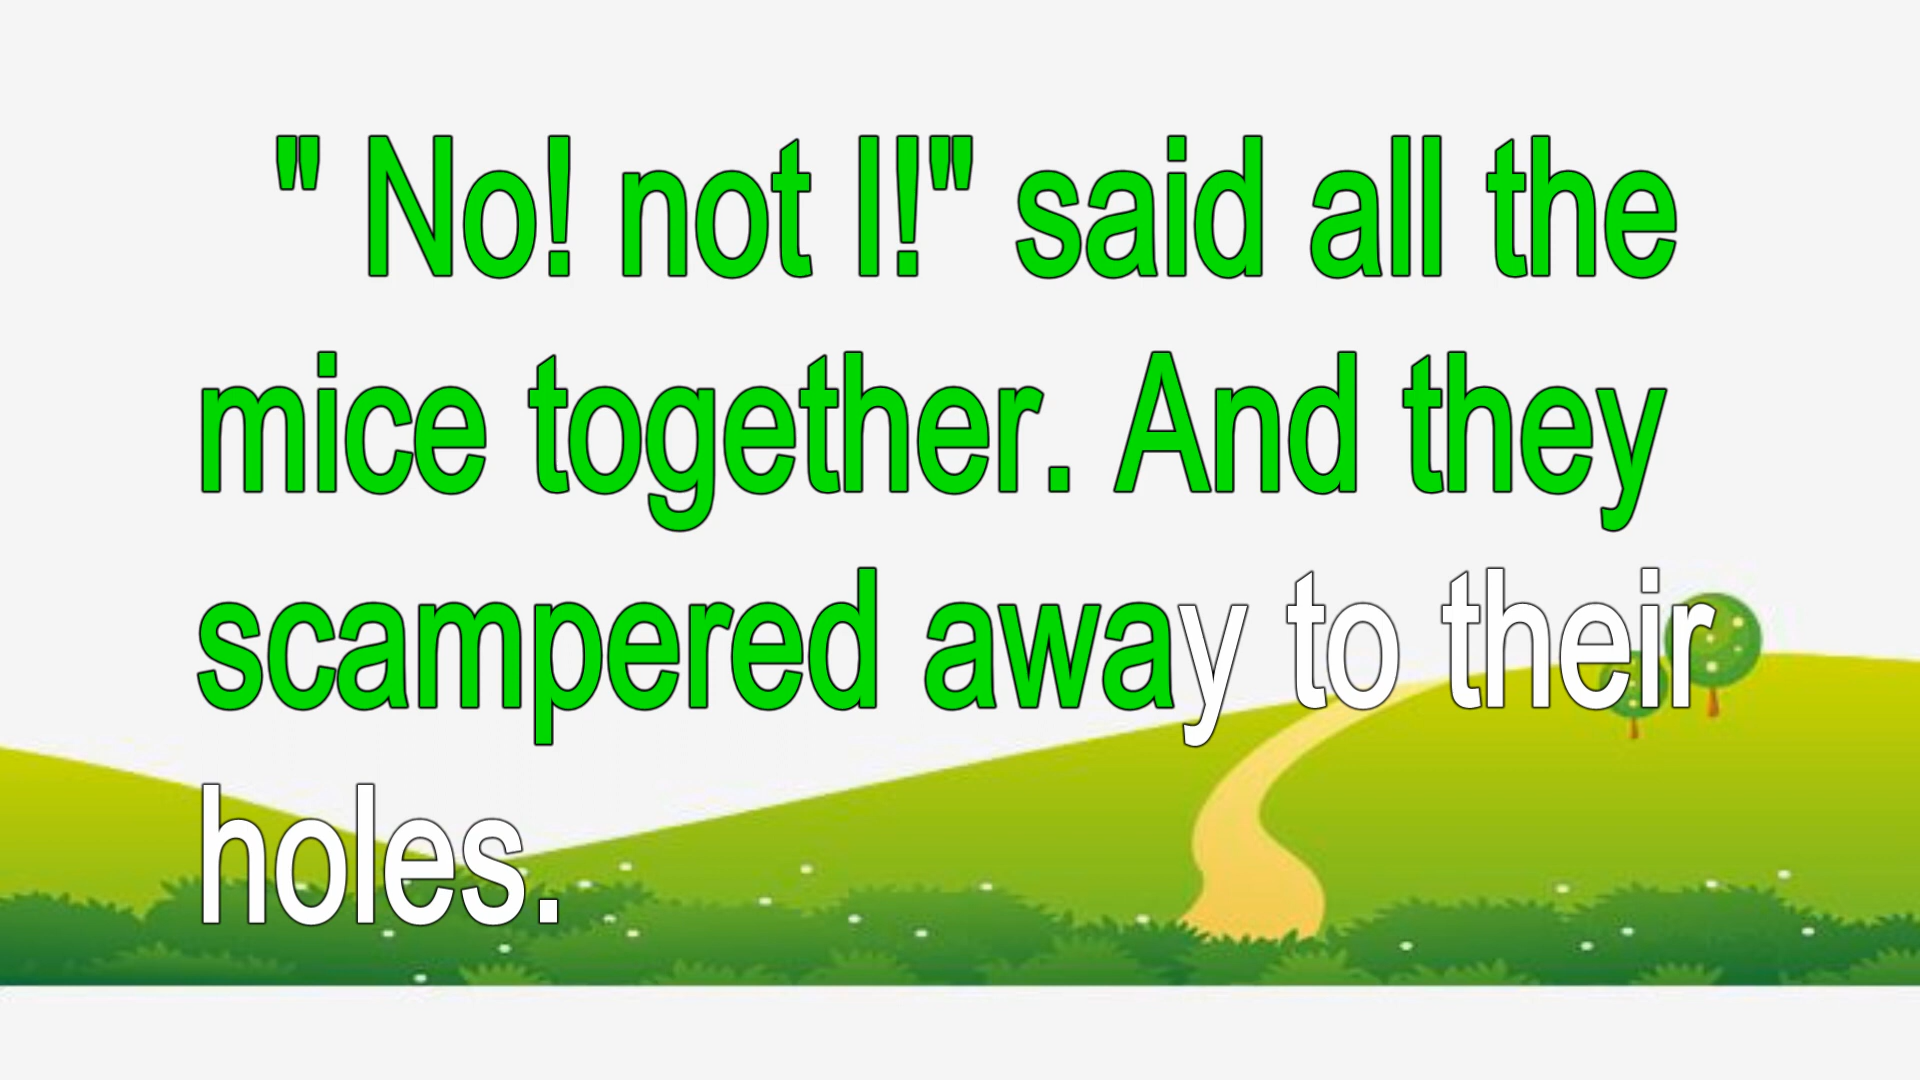 " No! not I!" said all the
mice together. And they
scampered away to their
holes.